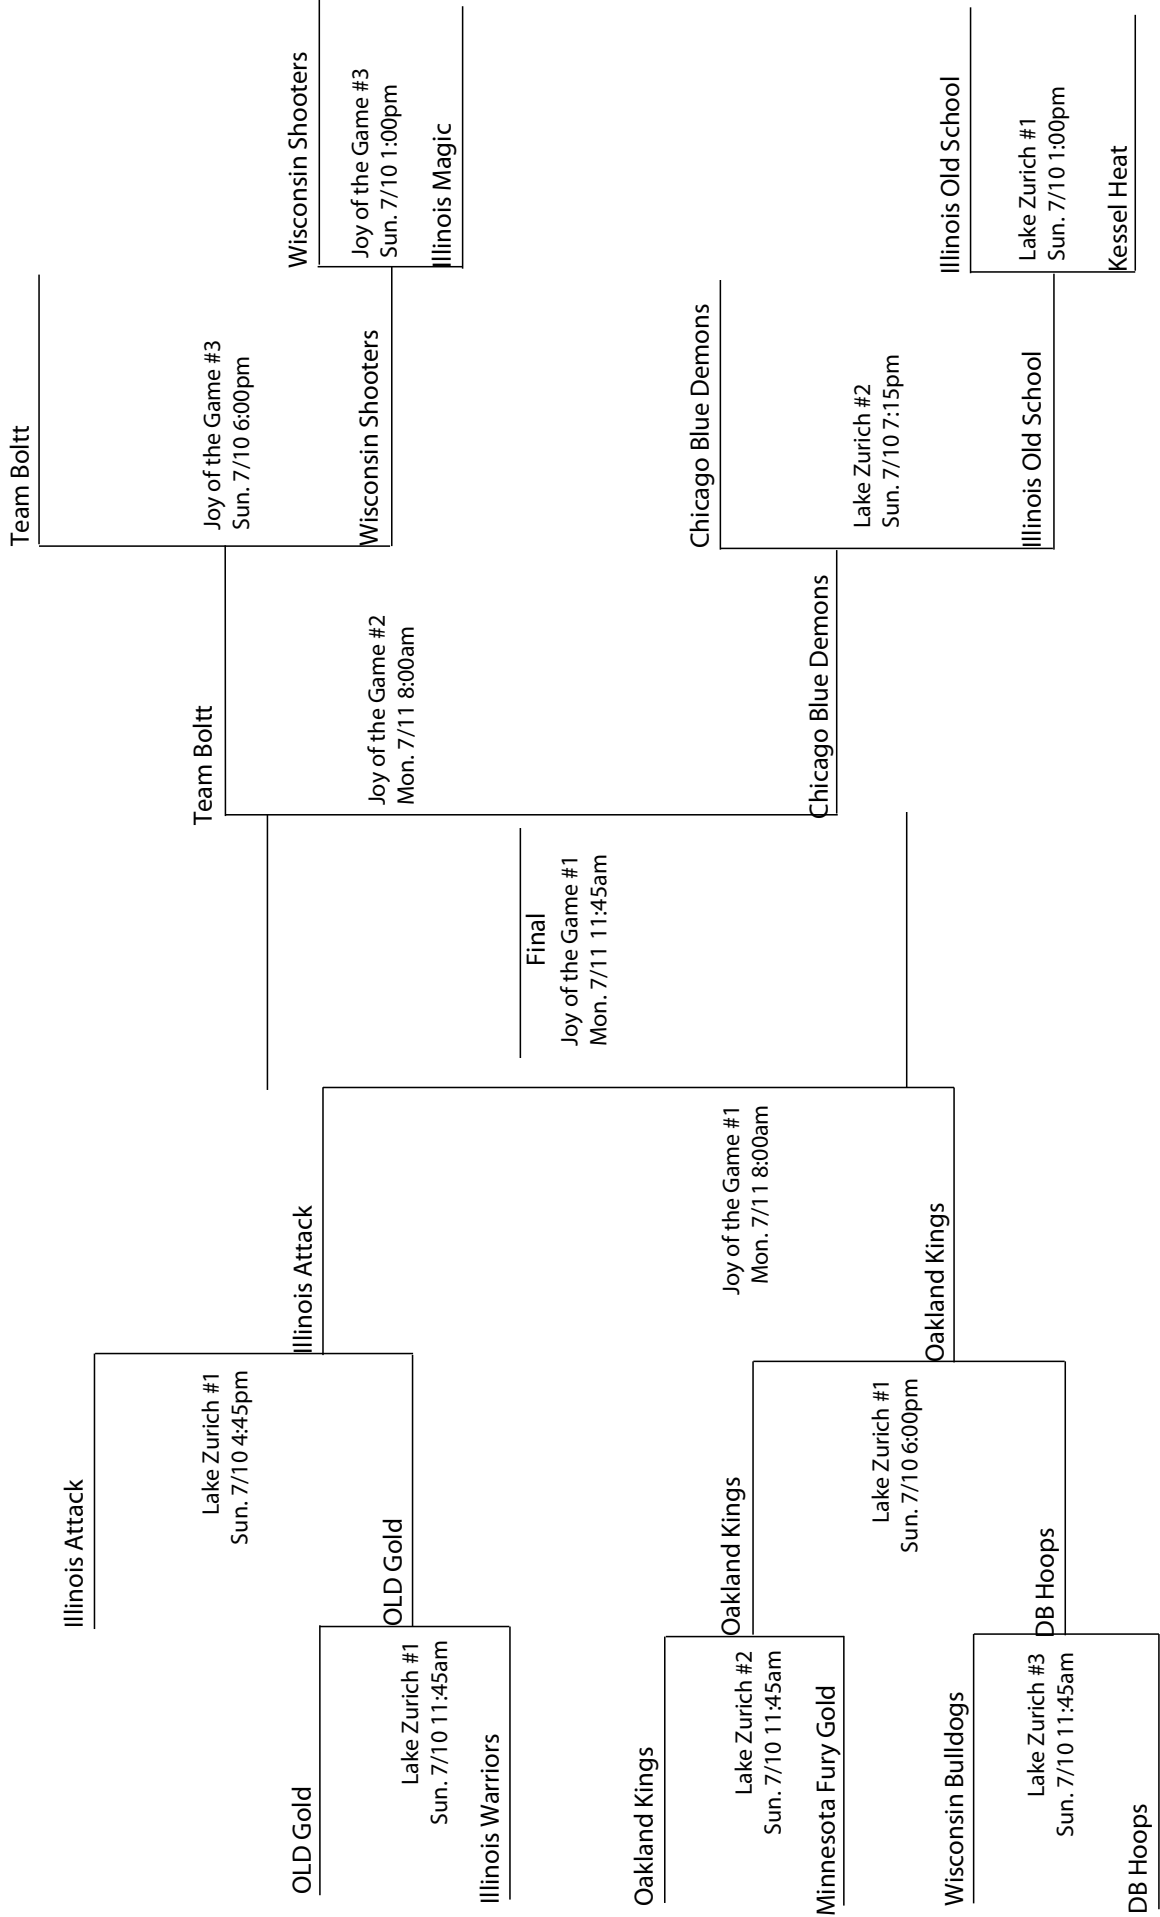 Team Boltt
Joy of the Game #3
Sun. 7/10 6:00pm
Wisconsin Shooters
Wisconsin Shooters
Joy of the Game #3
Sun. 7/10 1:00pm
Illinois Magic
Team Boltt
Joy of the Game #2
Mon. 7/11 8:00am
Chicago Blue Demons
Chicago Blue Demons
Lake Zurich #2
Sun. 7/10 7:15pm
Illinois Old School
Illinois Old School
Lake Zurich #1
Sun. 7/10 1:00pm
Kessel Heat
Final
Joy of the Game #1
Mon. 7/11 11:45am
Illinois Attack
Lake Zurich #1
Sun. 7/10 4:45pm
OLD Gold
OLD Gold
Lake Zurich #1
Sun. 7/10 11:45am
Illinois Warriors
Illinois Attack
Joy of the Game #1
Mon. 7/11 8:00am
Oakland Kings
Oakland Kings
Lake Zurich #1
Sun. 7/10 6:00pm
DB Hoops
Oakland Kings
Lake Zurich #2
Sun. 7/10 11:45am
Minnesota Fury Gold
Wisconsin Bulldogs
Lake Zurich #3
Sun. 7/10 11:45am
DB Hoops